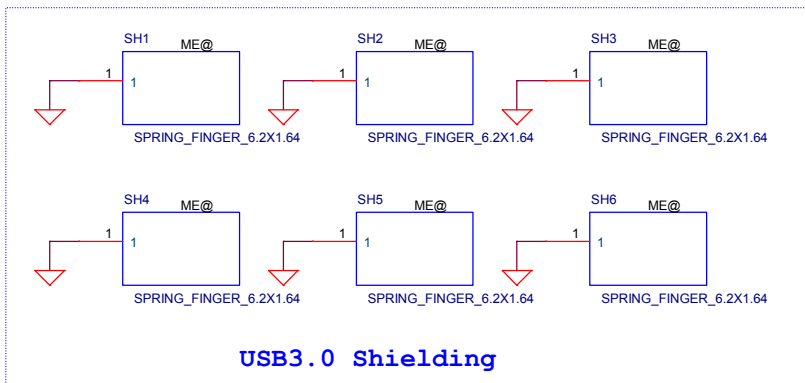 SH1 ME@ SH2 ME@ SH3 ME@
1 1 1 1 1 1
SPRING_FINGER_6.2X1.64 SPRING_FINGER_6.2X1.64 SPRING_FINGER_6.2X1.64
SH4 ME@ SH5 ME@ SH6 ME@
1 1 1 1 1 1
SPRING_FINGER_6.2X1.64 SPRING_FINGER_6.2X1.64 SPRING_FINGER_6.2X1.64
USB3.0 Shielding